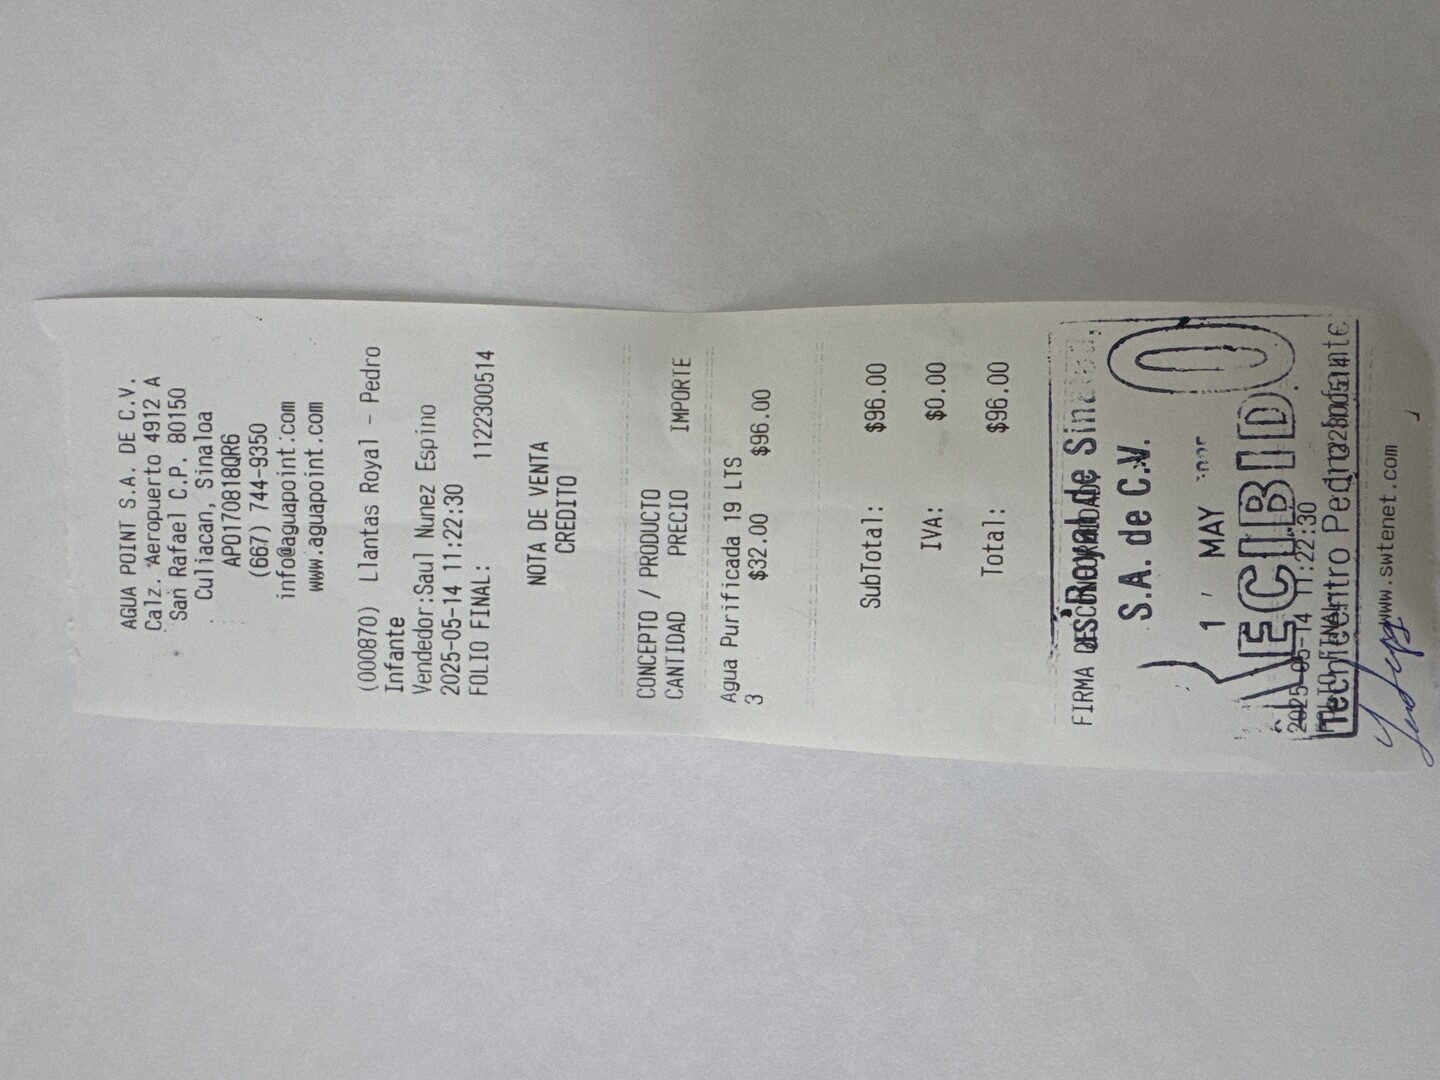 AGUA POINT S.A. DE C.V.
Calz. Aeropuerto 4912 A
San Rafael C.P. 80150
Culiacan, Sinaloa
APO170818QR6
(667) 744-9350
info@aguapoint.com
www.aguapoint.com
(000870) Llantas Royal - Pedro
Infante
Vendedor:Saul Nunez Espino
2025-05-14 11:22:30
FOLIO FINAL: 1122300514
NOTA DE VENTA
CREDITO
CONCEPTO / PRODUCTO
CANTIDAD PRECIO IMPORTE
Agua Purificada 19 LTS
3 $32.00 $96.00
SubTotal: $96.00
IVA: $0.00
Total: $96.00
FIRMA DE CONFORMIDAD
Royal de Sinaloa,
S.A. de C.V.
MAY
RECIBIDO
2025-05-14 11:22:30
Technicentro Pedro Infante
www.swtenet.com